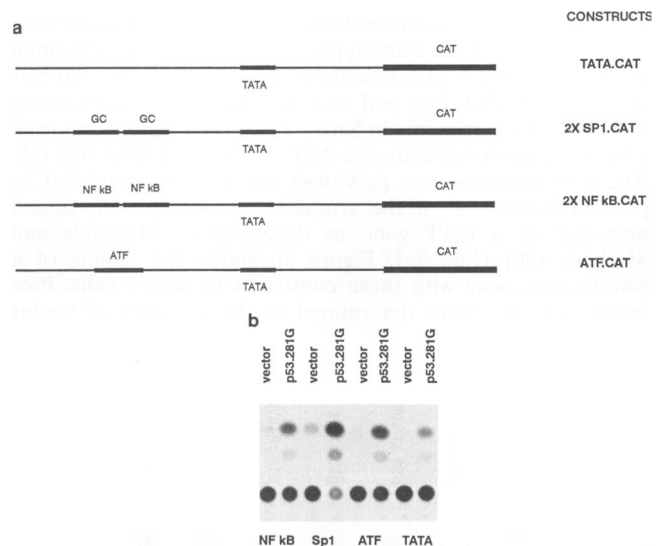 a
CONSTRUCTS
CAT
TATA
TATA.CAT
GC GC
CAT
TATA
2X SP1.CAT
NF kB NF kB
CAT
TATA
2X NF kB.CAT
ATF
CAT
TATA
ATF.CAT
b
vector p53.281G vector p53.281G vector p53.281G vector p53.281G
NF kB Sp1 ATF TATA